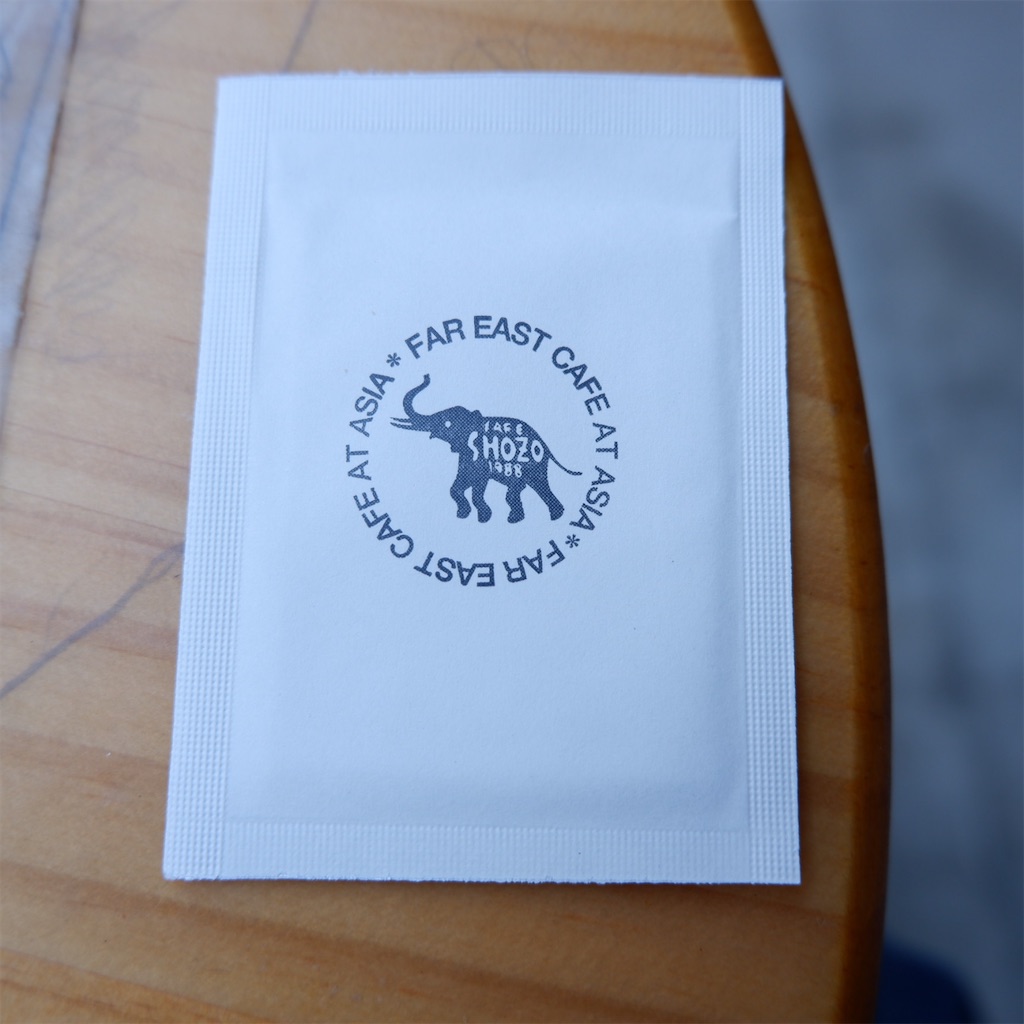 * FAR EAST CAFE AT ASIA * FAR EAST CAFE AT ASIA
CAFE
SHOZO
1988